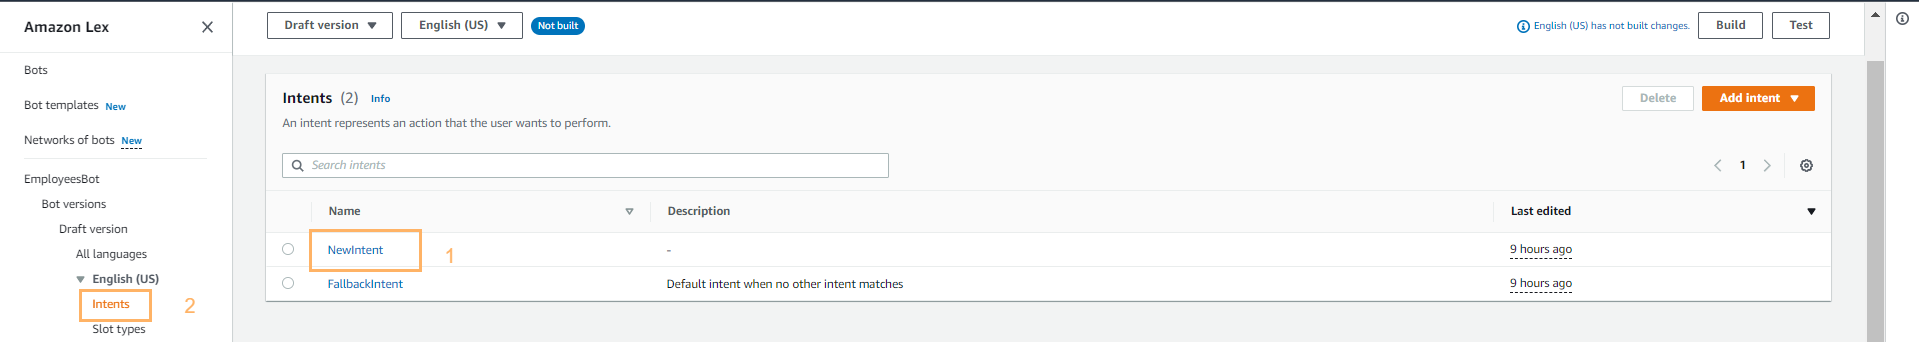 Amazon Lex
Bots
Bot templates New
Networks of bots New
EmployeesBot
Bot versions
Draft version
All languages
English (US)
Intents 2
Slot types
Draft version English (US) Not built
English (US) has not built changes. Build Test
Intents (2) Info
Delete Add intent
An intent represents an action that the user wants to perform.
Search intents
1
Name Description Last edited
NewIntent 1 - 9 hours ago
FallbackIntent Default intent when no other intent matches 9 hours ago